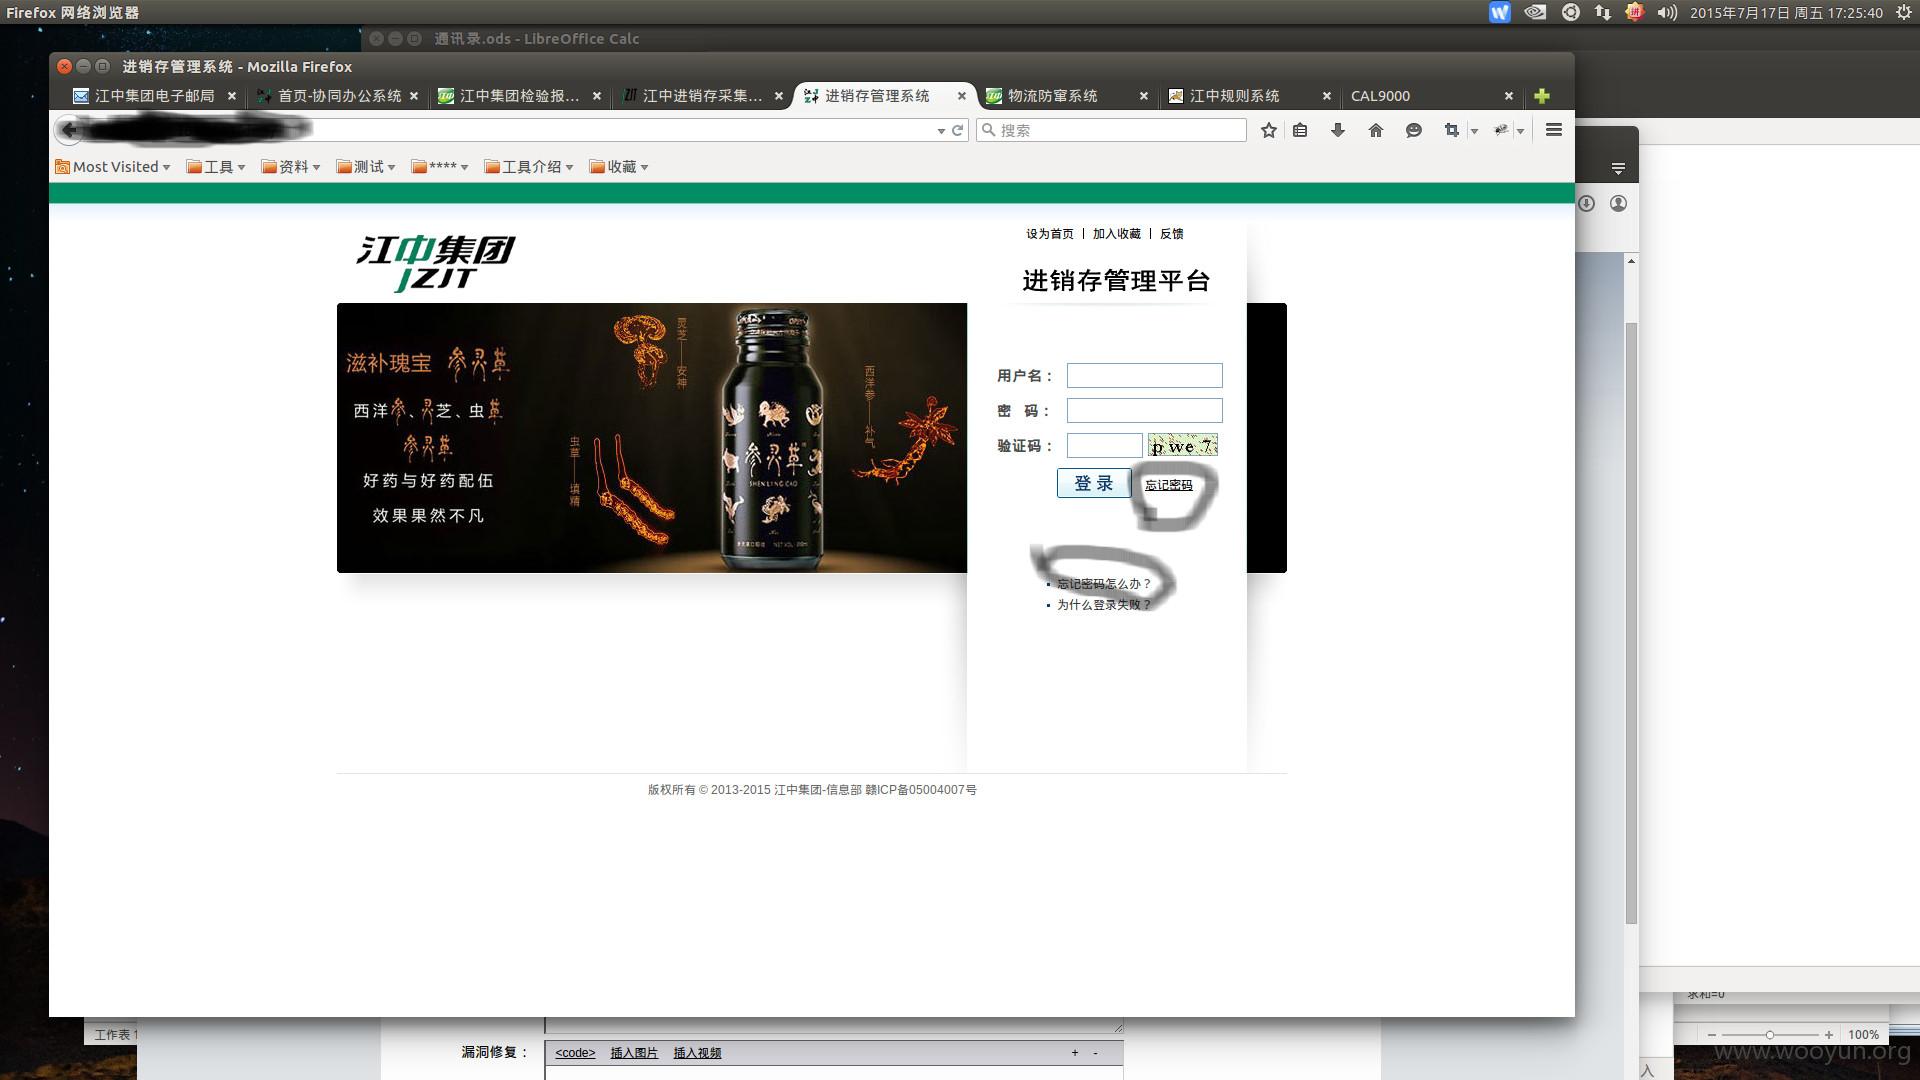 Firefox 网络浏览器
2015年7月17日 周五 17:25:40
通讯录.ods - LibreOffice Calc
进销存管理系统 - Mozilla Firefox
江中集团电子邮局
首页-协同办公系统
江中集团检验报...
江中进销存采集...
进销存管理系统
物流防窜系统
江中规则系统
CAL9000
搜索
Most Visited
工具
资料
测试
****
工具介绍
收藏
江中集团
JZJT
设为首页 | 加入收藏 | 反馈
进销存管理平台
滋补瑰宝 参灵草
西洋参、灵芝、虫草
参灵草
好药与好药配伍
效果果然不凡
灵芝——安神
西洋参——补气
虫草——填精
参灵草
SHEN LING CAO
用户名：
密 码：
验证码：
p we 7
登 录
忘记密码
忘记密码怎么办？
为什么登录失败？
版权所有 © 2013-2015 江中集团-信息部 赣ICP备05004007号
求和=0
工作表 1
100%
漏洞修复：
<code> 插入图片 插入视频
+ -
入
www.wooyun.org